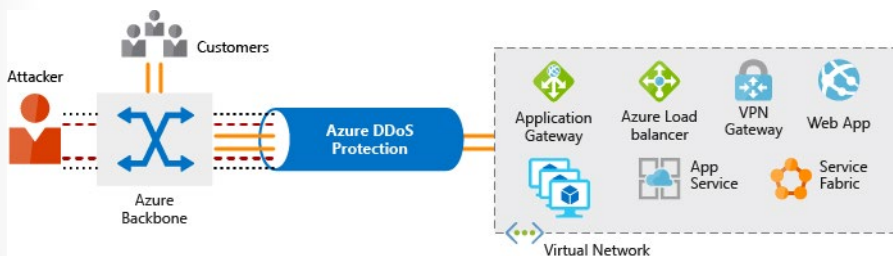 Customers
Attacker
Azure DDoS
Protection
Azure
Backbone
Application
Gateway
Azure Load
balancer
VPN
Gateway
Web App
App
Service
Service
Fabric
Virtual Network